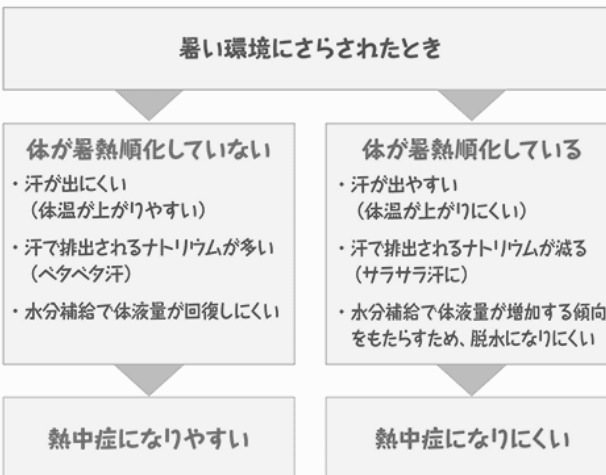 暑い環境にさらされたとき
体が暑熱順化していない
・汗が出にくい
（体温が上がりやすい）
・汗で排出されるナトリウムが多い
（ベタベタ汗）
・水分補給で体液量が回復しにくい
熱中症になりやすい
体が暑熱順化している
・汗が出やすい
（体温が上がりにくい）
・汗で排出されるナトリウムが減る
（サラサラ汗に）
・水分補給で体液量が増加する傾向
をもたらすため、脱水になりにくい
熱中症になりにくい